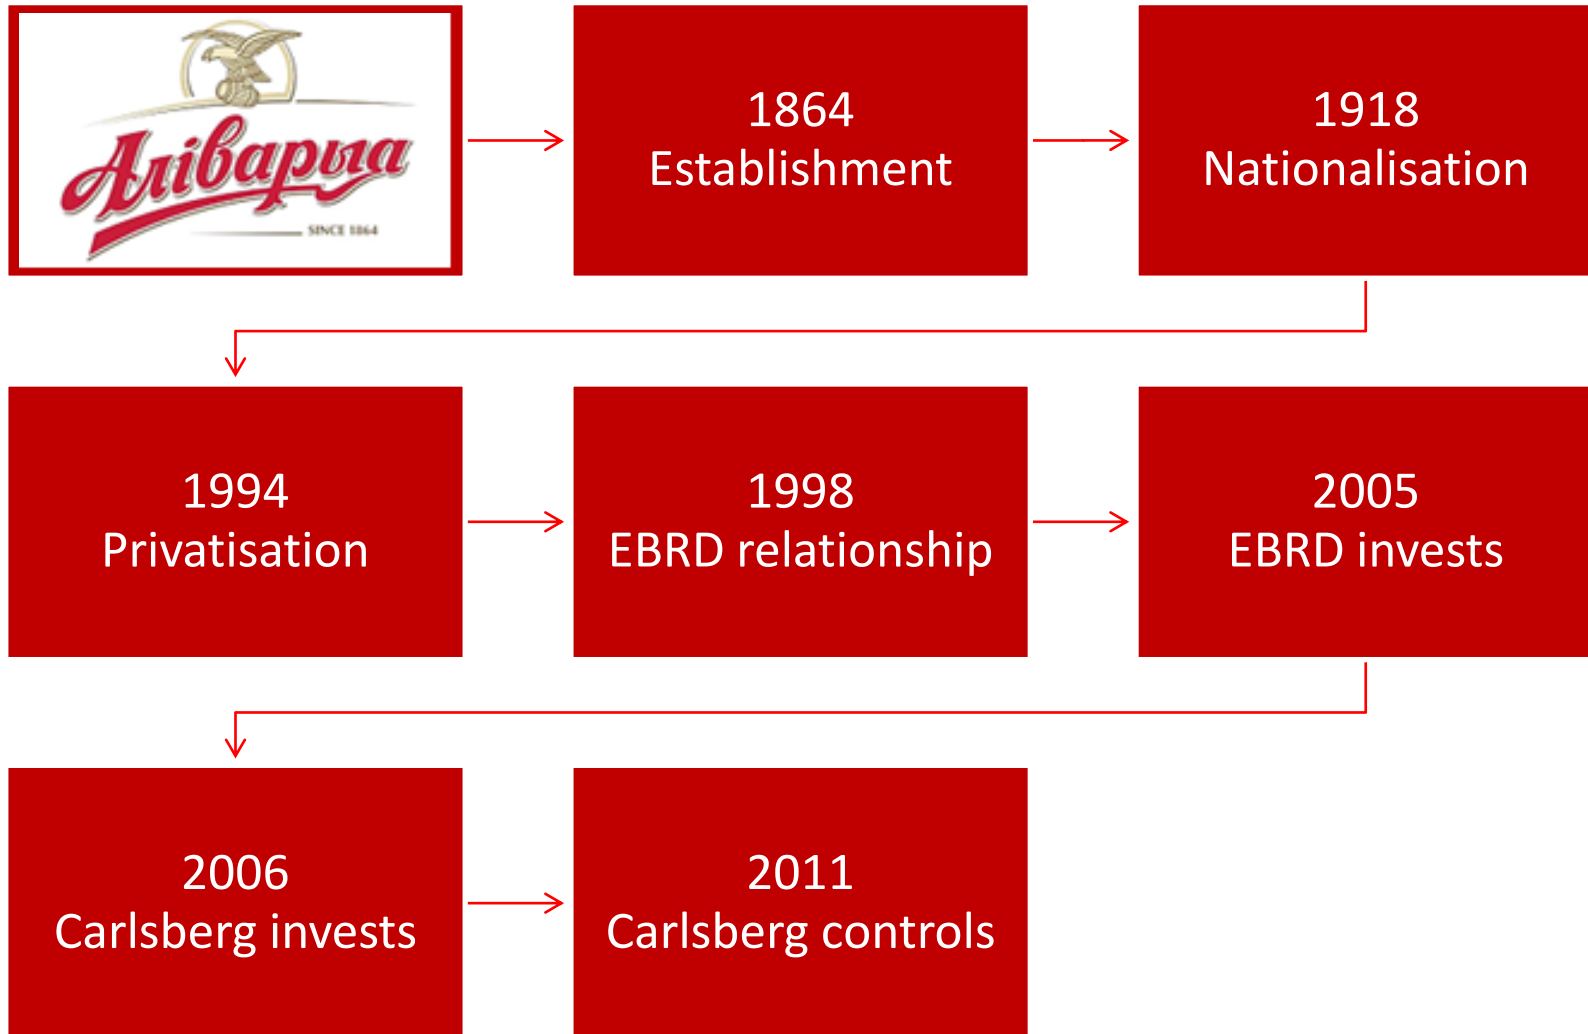 Аліварыа
SINCE 1864
1864
Establishment
1918
Nationalisation
1994
Privatisation
1998
EBRD relationship
2005
EBRD invests
2006
Carlsberg invests
2011
Carlsberg controls